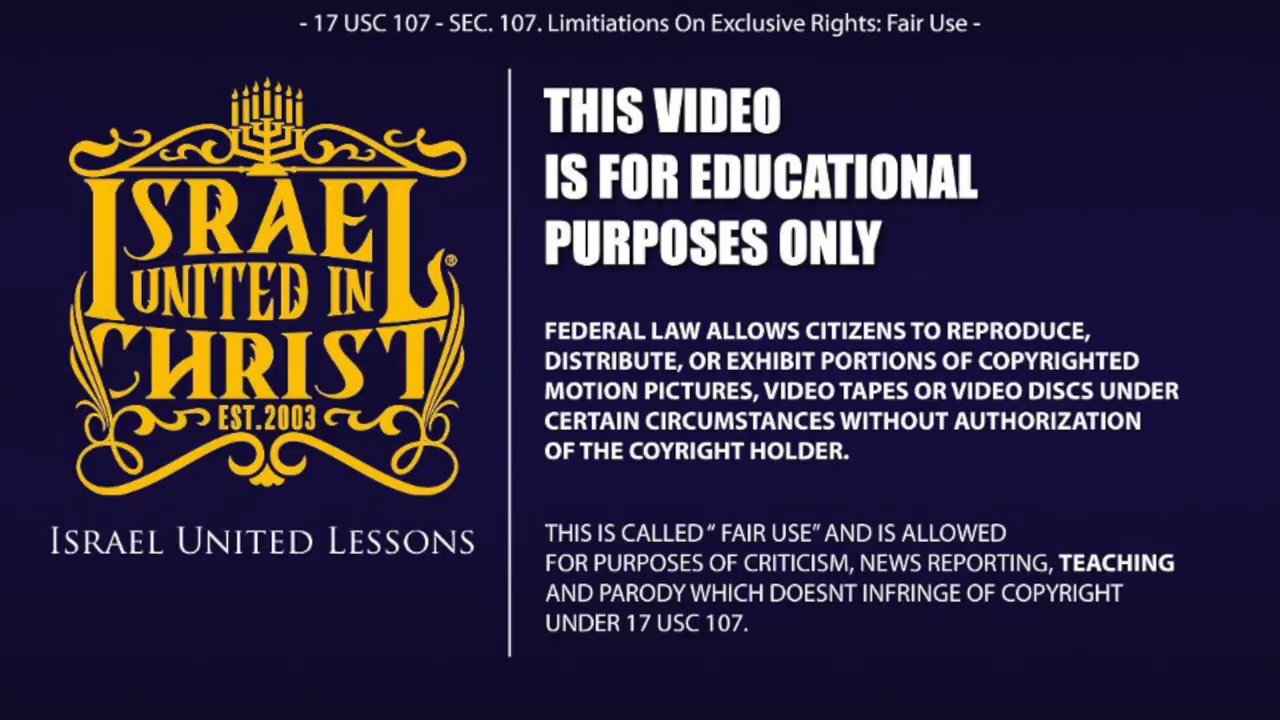 - 17 USC 107 - SEC. 107. Limitiations On Exclusive Rights: Fair Use -
ISRAEL
UNITED IN
CHRIST
®
EST.2003
ISRAEL UNITED LESSONS
THIS VIDEO
IS FOR EDUCATIONAL
PURPOSES ONLY
FEDERAL LAW ALLOWS CITIZENS TO REPRODUCE,
DISTRIBUTE, OR EXHIBIT PORTIONS OF COPYRIGHTED
MOTION PICTURES, VIDEO TAPES OR VIDEO DISCS UNDER
CERTAIN CIRCUMSTANCES WITHOUT AUTHORIZATION
OF THE COYRIGHT HOLDER.
THIS IS CALLED “ FAIR USE” AND IS ALLOWED
FOR PURPOSES OF CRITICISM, NEWS REPORTING, TEACHING
AND PARODY WHICH DOESNT INFRINGE OF COPYRIGHT
UNDER 17 USC 107.